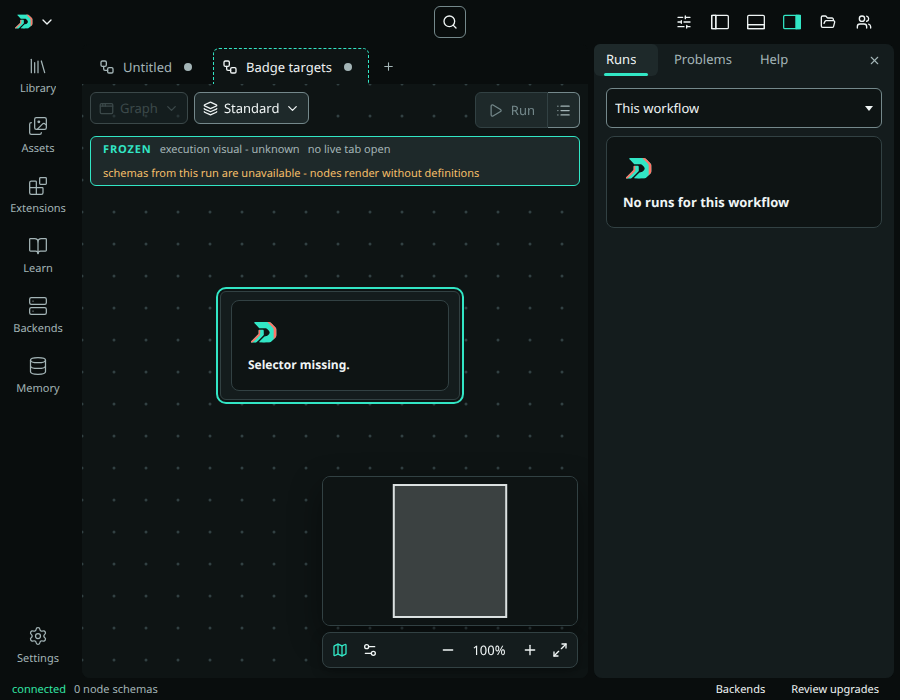 Untitled
Badge targets
Runs
Problems
Help
Library
Assets
Extensions
Learn
Backends
Memory
Settings
Graph
Standard
Run
FROZEN execution visual - unknown no live tab open
schemas from this run are unavailable - nodes render without definitions
Selector missing.
100%
This workflow
No runs for this workflow
connected 0 node schemas
Backends
Review upgrades